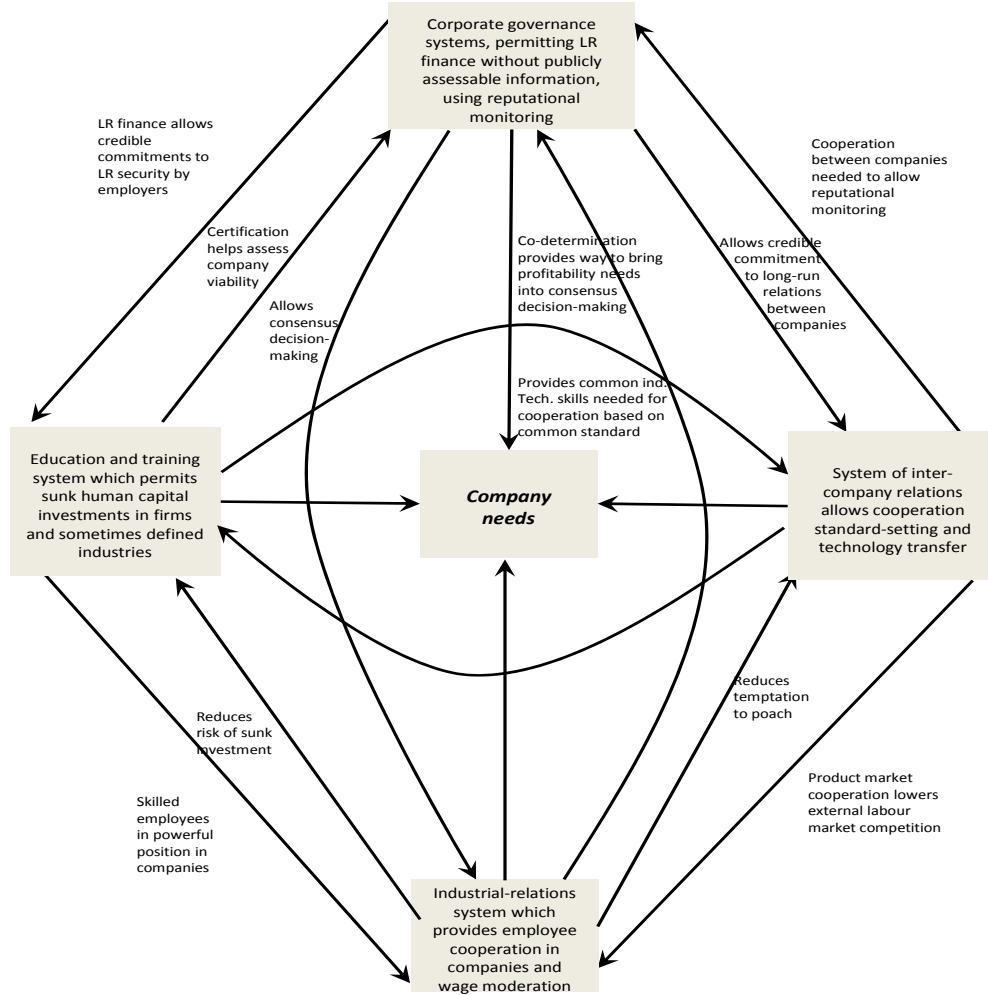 Corporate governance
systems, permitting LR
finance without publicly
assessable information,
using reputational
monitoring
LR finance allows
credible
commitments to
LR security by
employers
Cooperation
between companies
needed to allow
reputational
monitoring
Certification
helps assess
company
viability
Co-determination
provides way to bring
profitability needs
into consensus
decision-making
Allows credible
commitment
to long-run
relations
between
companies
Allows
consensus
decision-
making
Provides common ind.
Tech. skills needed for
cooperation based on
common standard
Education and training
system which permits
sunk human capital
investments in firms
and sometimes defined
industries
Company
needs
System of inter-
company relations
allows cooperation
standard-setting and
technology transfer
Reduces
risk of sunk
investment
Reduces
temptation
to poach
Skilled
employees
in powerful
position in
companies
Product market
cooperation lowers
external labour
market competition
Industrial-relations
system which
provides employee
cooperation in
companies and
wage moderation